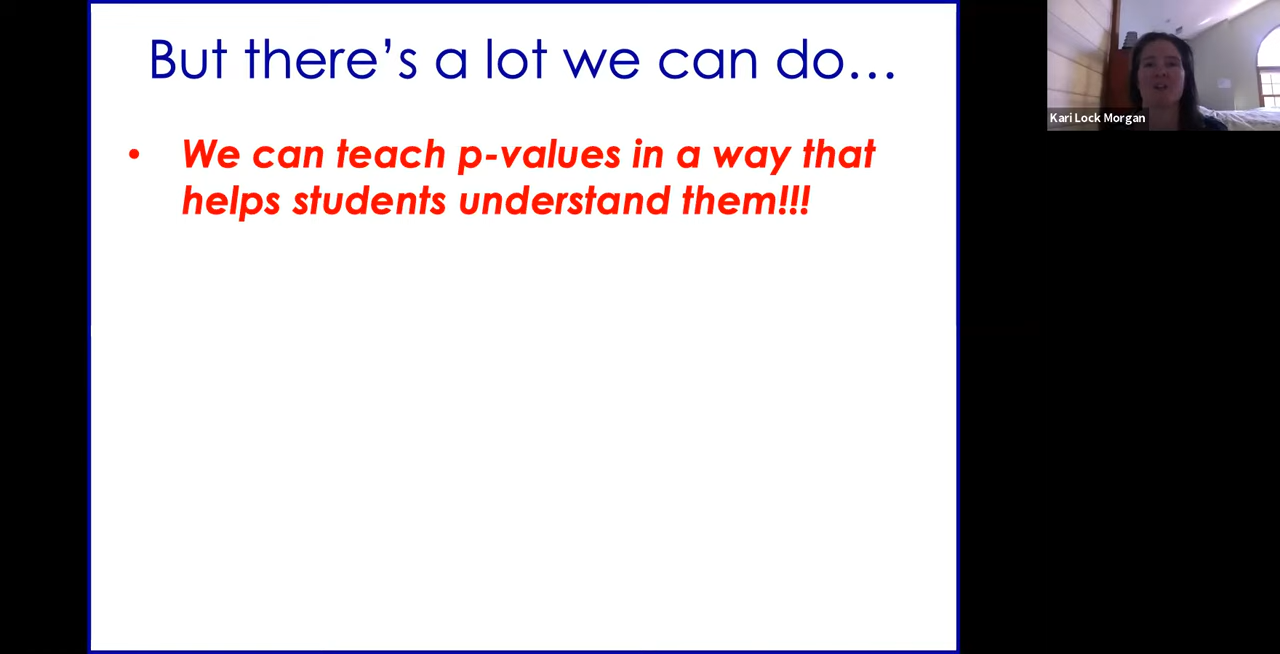 But there's a lot we can do…
• We can teach p-values in a way that
helps students understand them!!!
Kari Lock Morgan